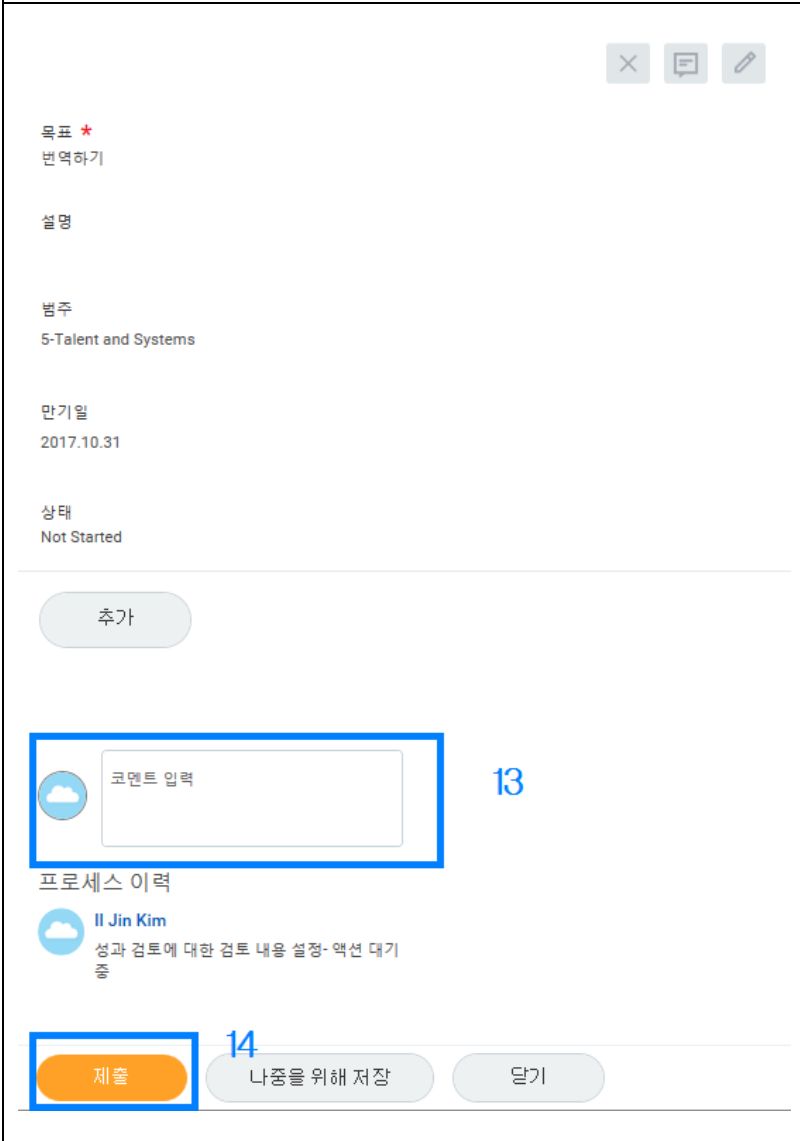 목표 *
번역하기
설명
범주
5-Talent and Systems
만기일
2017.10.31
상태
Not Started
추가
코멘트 입력
13
프로세스 이력
Il Jin Kim
성과 검토에 대한 검토 내용 설정- 액션 대기
중
14
제출
나중을 위해 저장
닫기